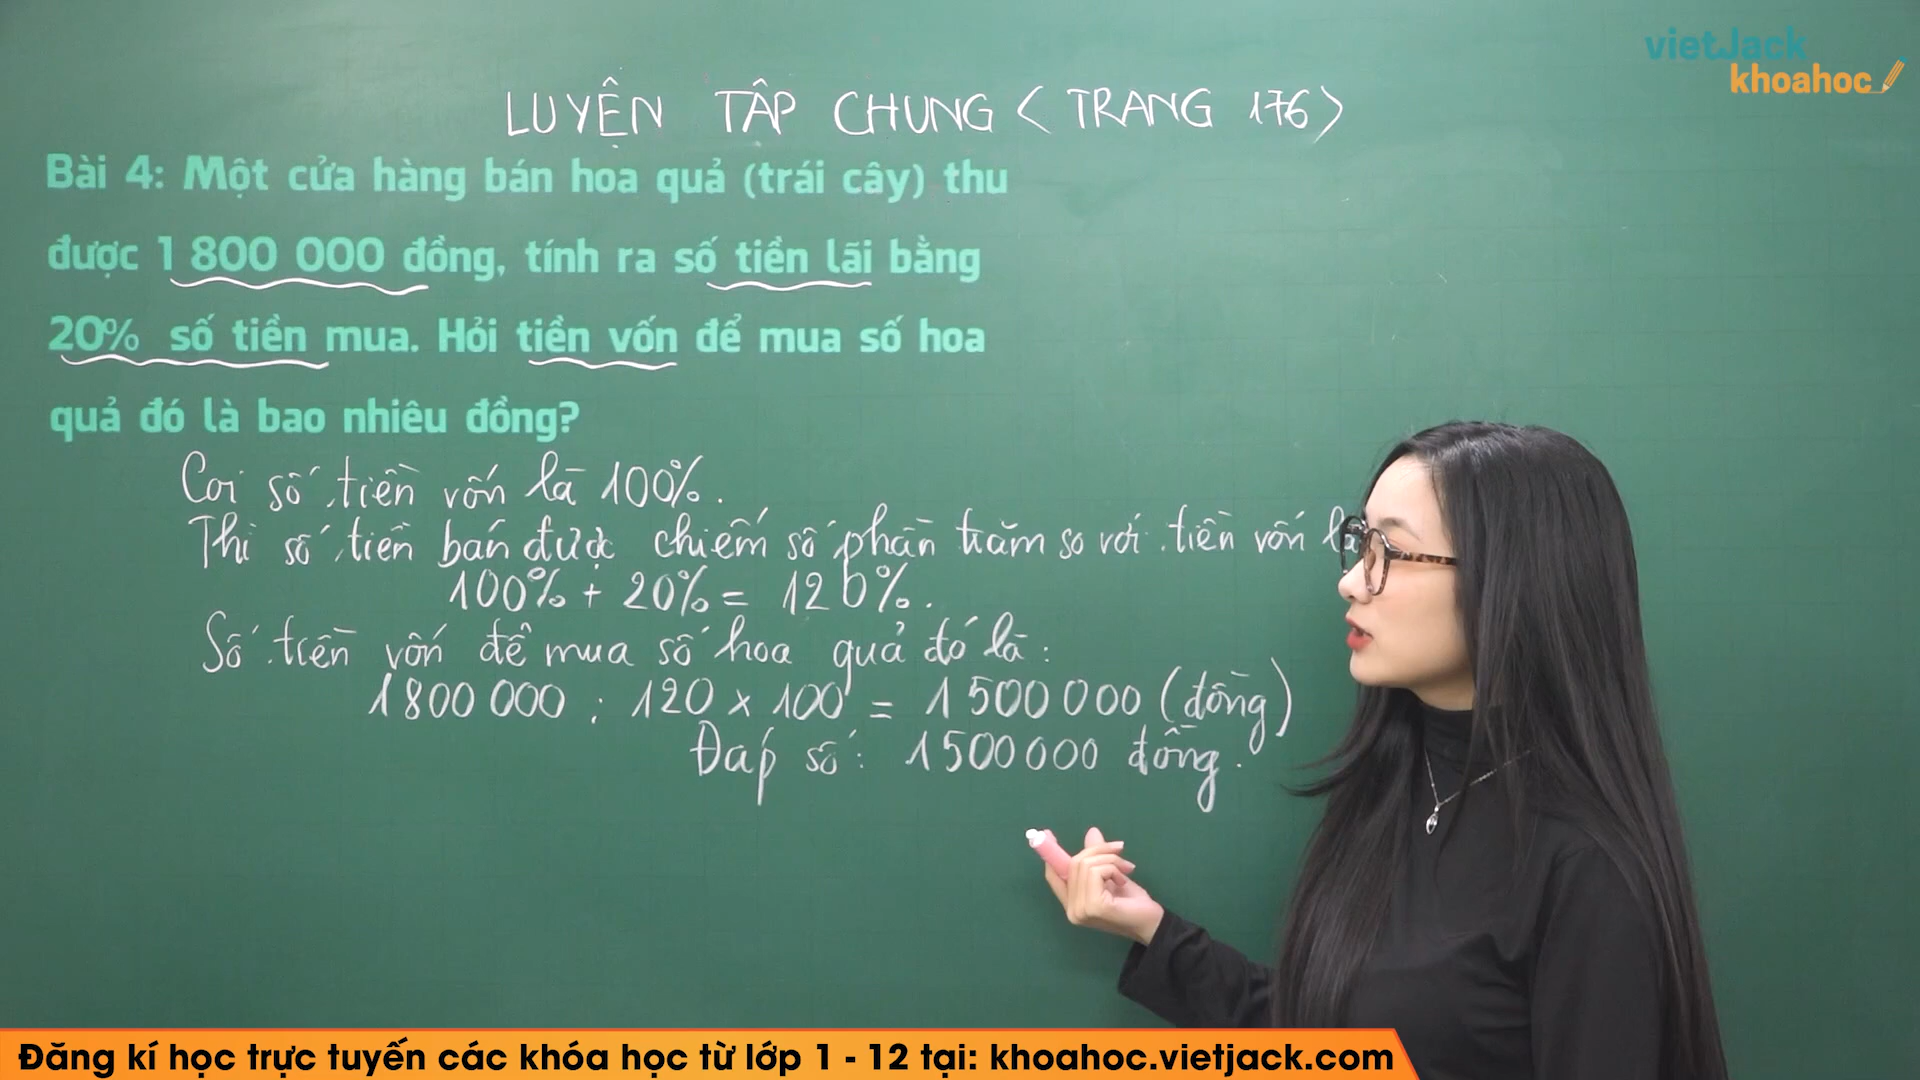 vietJack
khoahoc
LUYỆN TẬP CHUNG < TRANG 176 >
Bài 4: Một cửa hàng bán hoa quả (trái cây) thu
được 1 800 000 đồng, tính ra số tiền lãi bằng
20% số tiền mua. Hỏi tiền vốn để mua số hoa
quả đó là bao nhiêu đồng?
Coi số tiền vốn là 100%.
Thì số tiền bán được chiếm số phần trăm so với tiền vốn là
100% + 20% = 120%.
Số tiền vốn để mua số hoa quả đó là:
1 800 000 : 120 x 100 = 1 500 000 (đồng)
Đáp số: 1 500 000 đồng.
Đăng kí học trực tuyến các khóa học từ lớp 1 - 12 tại: khoahoc.vietjack.com